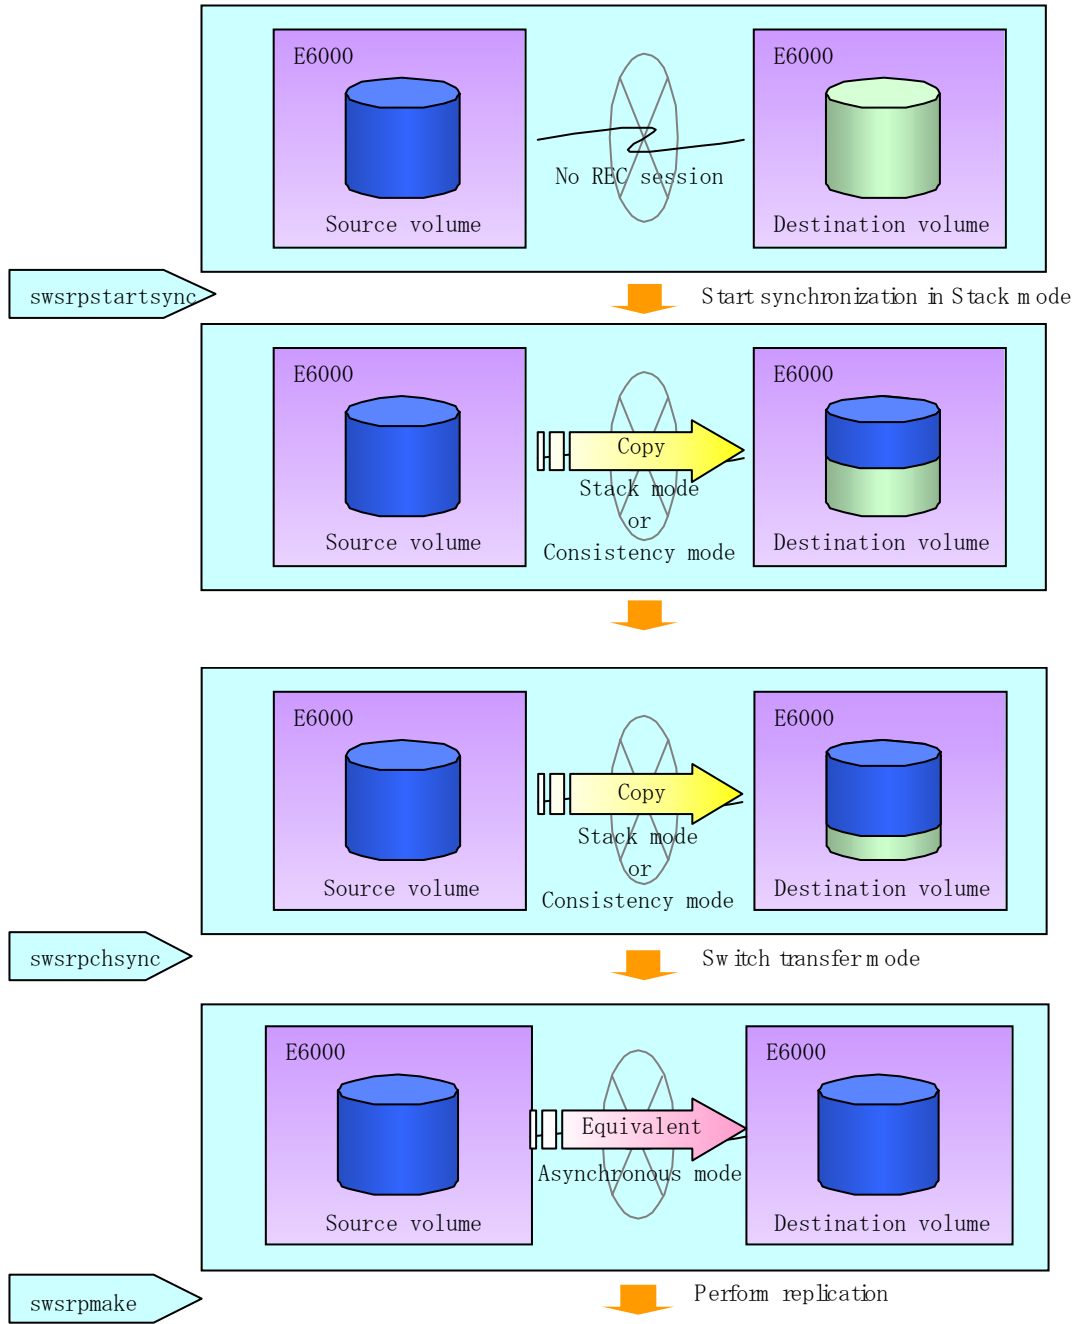 E6000
E6000
No REC session
Source volume
Destination volume
swsrpstartsync
Start synchronization in Stack mode
E6000
E6000
Copy
Stack mode
or
Consistency mode
Source volume
Destination volume
E6000
E6000
Copy
Stack mode
or
Consistency mode
Source volume
Destination volume
swsrpchsync
Switch transfer mode
E6000
E6000
Equivalent
Asynchronous mode
Source volume
Destination volume
swsrpmake
Perform replication